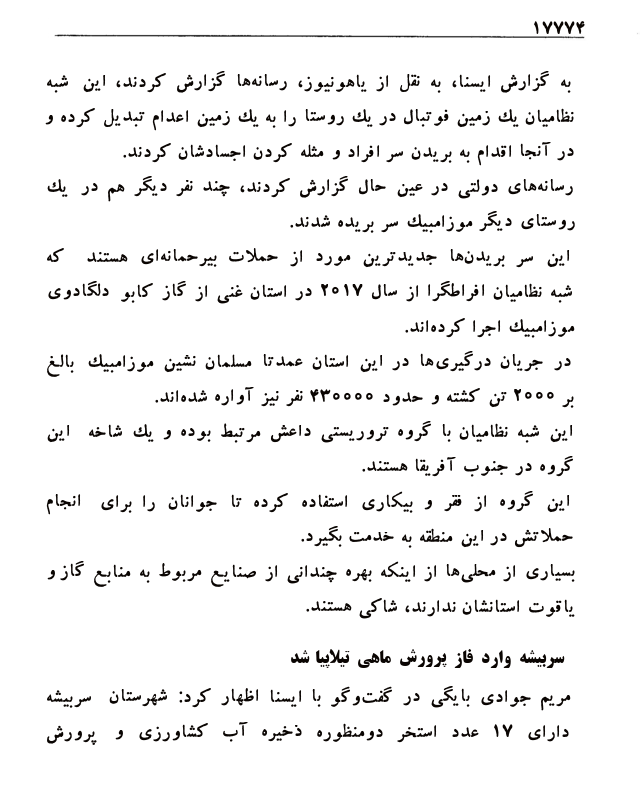 ۱۷۷۷۴
به گزارش ایسنا، به نقل از یاهونیوز، رسانه‌ها گزارش کردند، این شبه
نظامیان یك زمین فوتبال در یك روستا را به یك زمین اعدام تبدیل کرده و
در آنجا اقدام به بریدن سر افراد و مثله کردن اجسادشان کردند.
رسانه‌های دولتی در عین حال گزارش کردند، چند نفر دیگر هم در یك
روستای دیگر موزامبیك سر بریده شدند.
این سر بریدن‌ها جدیدترین مورد از حملات بیرحمانه‌ای هستند که
شبه نظامیان افراطگرا از سال ۲۰۱۷ در استان غنی از گاز کابو دلگادوی
موزامبیك اجرا کرده‌اند.
در جریان درگیری‌ها در این استان عمدتا مسلمان نشین موزامبیك بالغ
بر ۲۰۰۰ تن کشته و حدود ۴۳۰۰۰۰ نفر نیز آواره شده‌اند.
این شبه نظامیان با گروه تروریستی داعش مرتبط بوده و یك شاخه این
گروه در جنوب آفریقا هستند.
این گروه از فقر و بیکاری استفاده کرده تا جوانان را برای انجام
حملاتش در این منطقه به خدمت بگیرد.
بسیاری از محلی‌ها از اینکه بهره چندانی از صنایع مربوط به منابع گاز و
یاقوت استانشان ندارند، شاکی هستند.
سربیشه وارد فاز پرورش ماهی تیلاپیا شد
مریم جوادی بایگی در گفت‌وگو با ایسنا اظهار کرد: شهرستان سربیشه
دارای ۱۷ عدد استخر دومنظوره ذخیره آب کشاورزی و پرورش